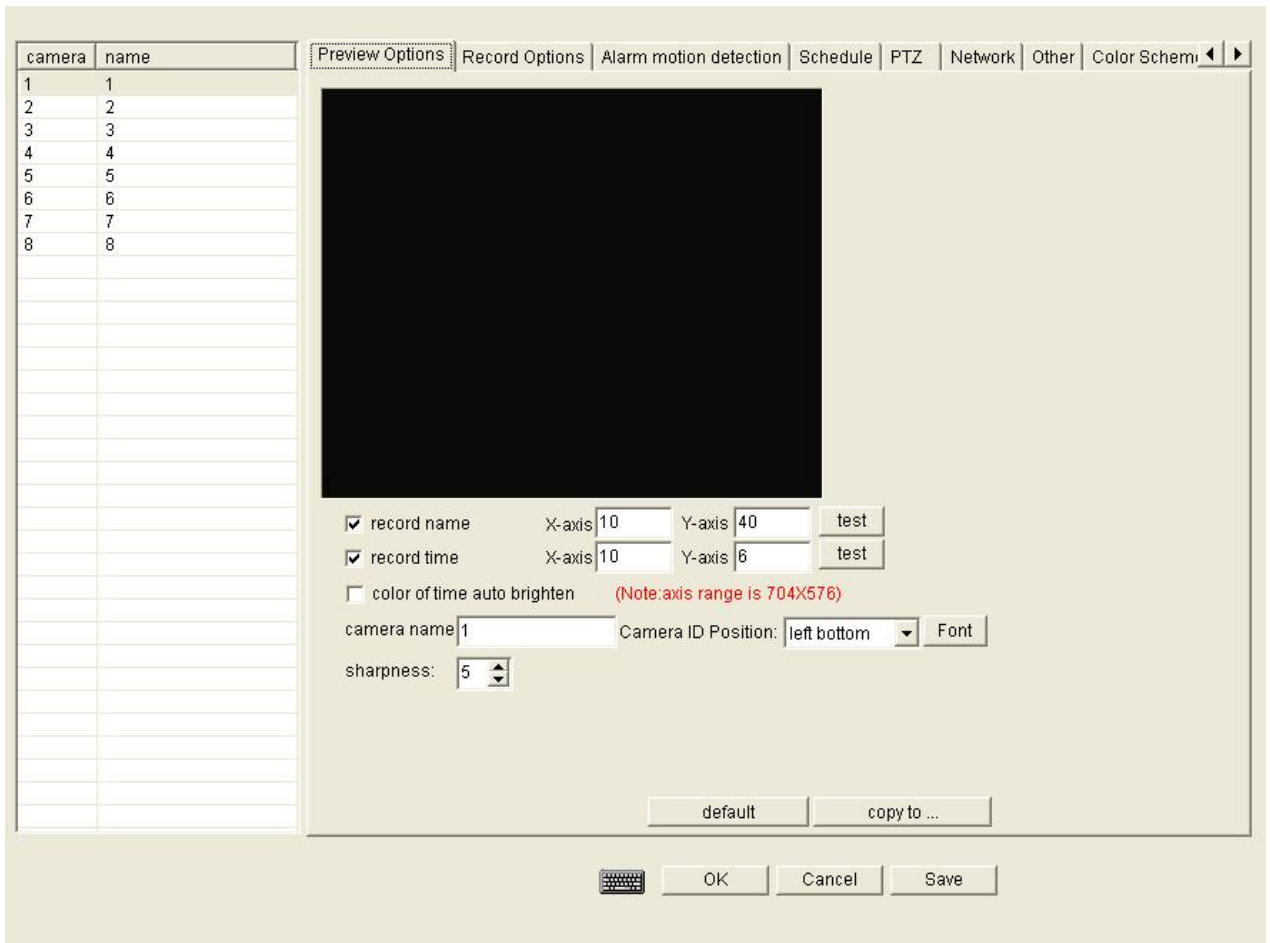 camera name
1 1
2 2
3 3
4 4
5 5
6 6
7 7
8 8
Preview Options Record Options Alarm motion detection Schedule PTZ Network Other Color Schem
record name X-axis 10 Y-axis 40 test
record time X-axis 10 Y-axis 6 test
color of time auto brighten (Note:axis range is 704X576)
camera name 1 Camera ID Position: left bottom Font
sharpness: 5
default copy to ...
OK Cancel Save